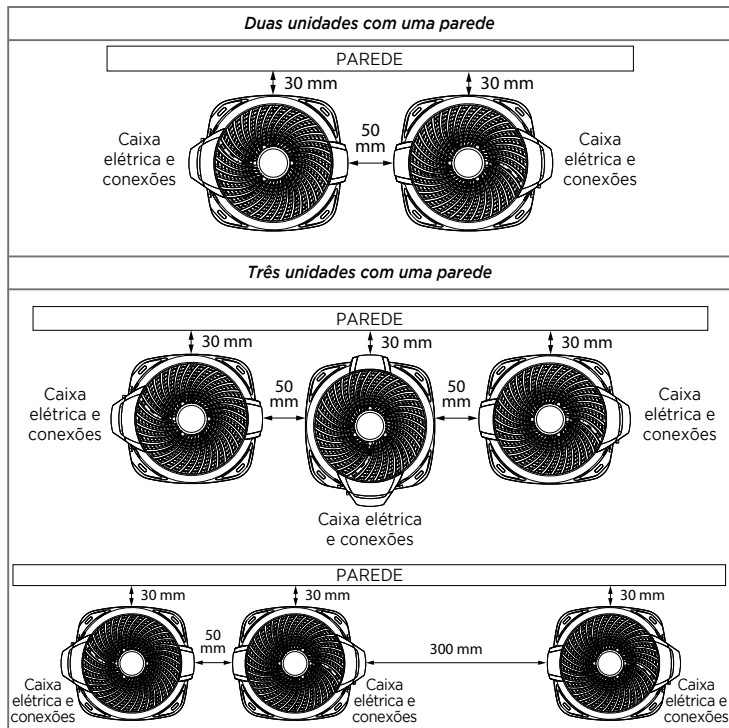 Duas unidades com uma parede
PAREDE
30 mm
30 mm
Caixa
elétrica e
conexões
50
mm
Caixa
elétrica e
conexões
Três unidades com uma parede
PAREDE
30 mm
30 mm
30 mm
Caixa
elétrica e
conexões
50
mm
50
mm
Caixa
elétrica e
conexões
Caixa elétrica
e conexões
PAREDE
30 mm
30 mm
30 mm
50
mm
300 mm
Caixa
elétrica e
conexões
Caixa
elétrica e
conexões
Caixa
elétrica e
conexões